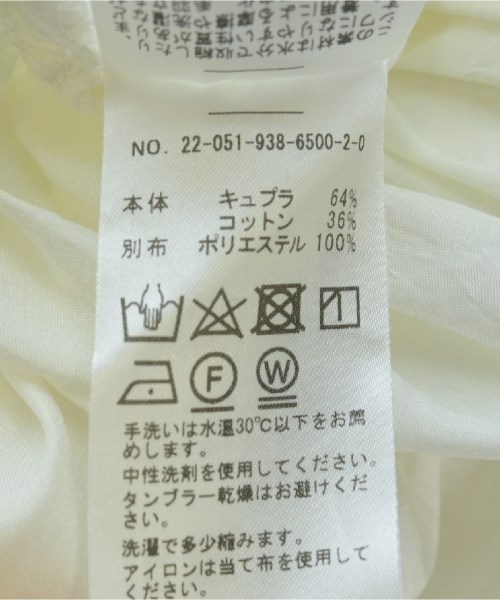 NO. 22-051-938-6500-2-0
本体 キュプラ 64%
コットン 36%
別布 ポリエステル 100%
F W
手洗いは水温30℃以下をお薦
めします。
中性洗剤を使用してください。
タンブラー乾燥はお避けくだ
さい。
洗濯で多少縮みます。
アイロンは当て布を使用して
ください。